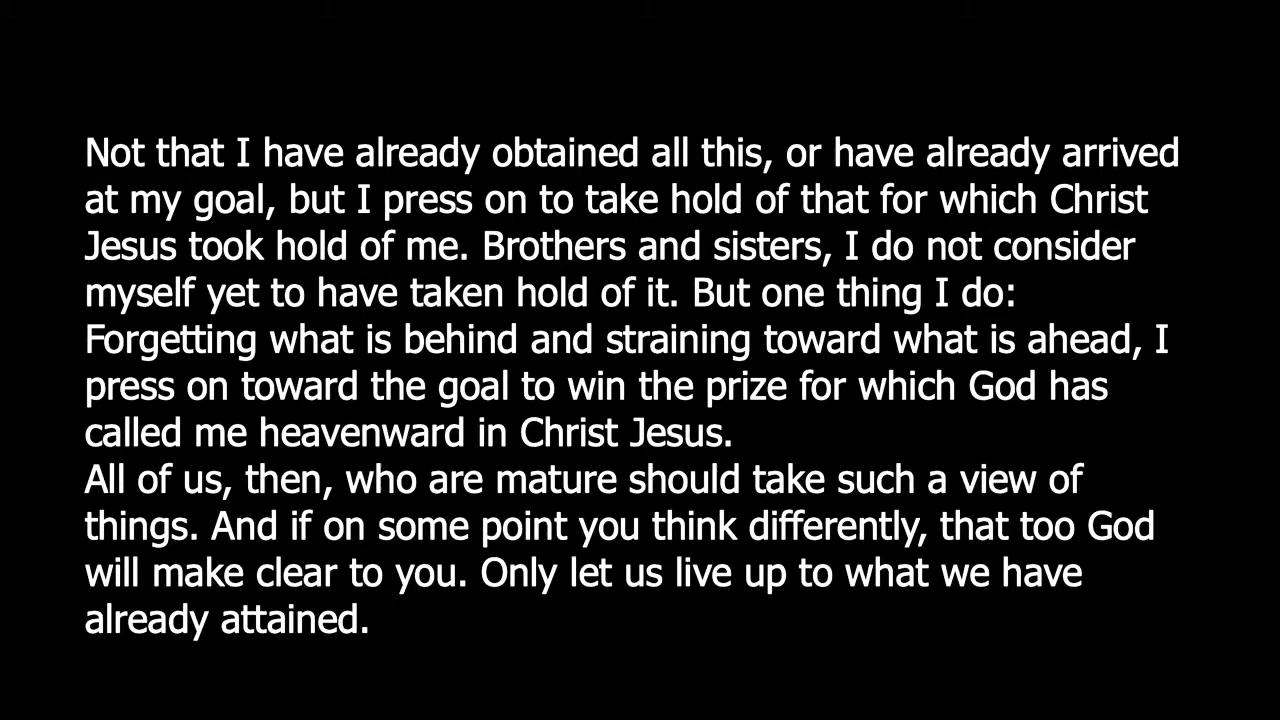 Not that I have already obtained all this, or have already arrived
at my goal, but I press on to take hold of that for which Christ
Jesus took hold of me. Brothers and sisters, I do not consider
myself yet to have taken hold of it. But one thing I do:
Forgetting what is behind and straining toward what is ahead, I
press on toward the goal to win the prize for which God has
called me heavenward in Christ Jesus.
All of us, then, who are mature should take such a view of
things. And if on some point you think differently, that too God
will make clear to you. Only let us live up to what we have
already attained.